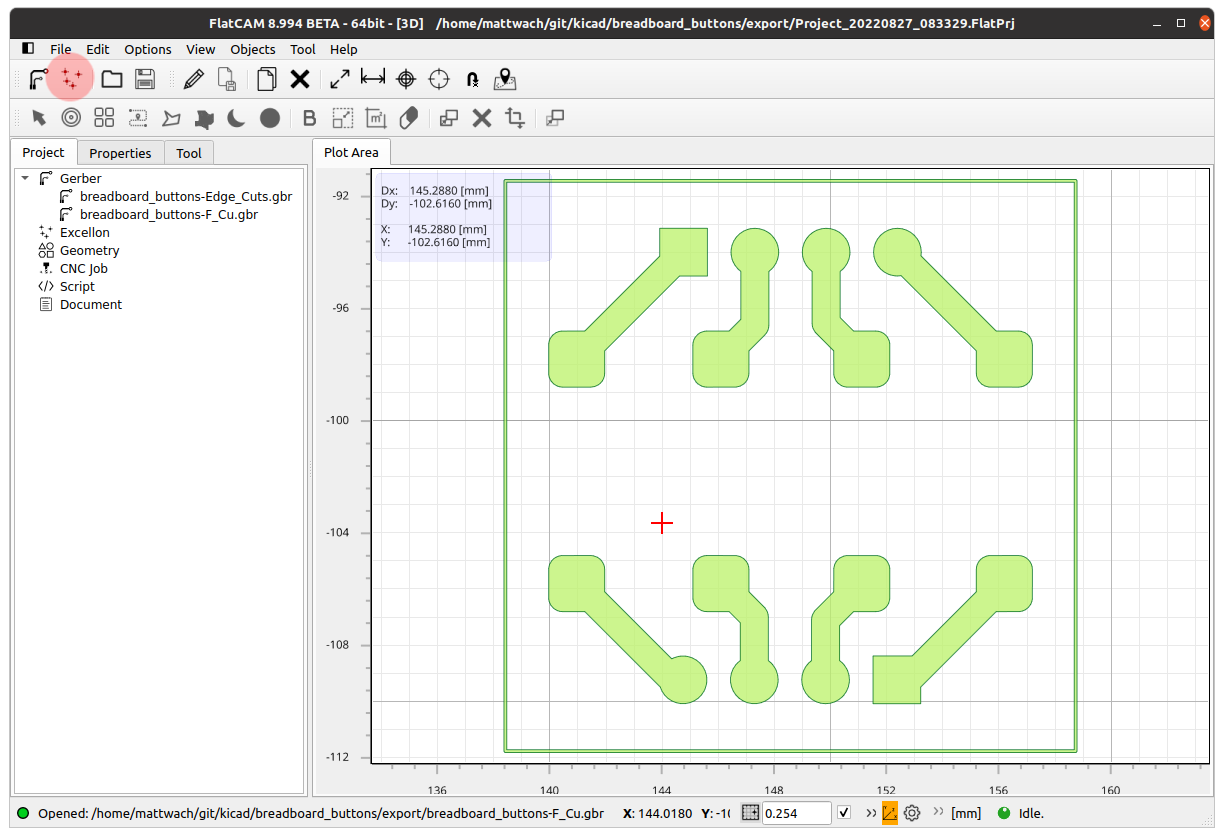 FlatCAM 8.994 BETA - 64bit - [3D]   /home/mattwach/git/kicad/breadboard_buttons/export/Project_20220827_083329.FlatPrj
File Edit Options View Objects Tool Help
B
m²
Project Properties Tool
Plot Area
Gerber
breadboard_buttons-Edge_Cuts.gbr
breadboard_buttons-F_Cu.gbr
Excellon
Geometry
CNC Job
Script
Document
Dx: 145.2880 [mm]
Dy: -102.6160 [mm]
X: 145.2880 [mm]
Y: -102.6160 [mm]
-92
-96
-100
-104
-108
-112
136 140 144 148 152 156 160
Opened: /home/mattwach/git/kicad/breadboard_buttons/export/breadboard_buttons-F_Cu.gbr X: 144.0180 Y: -10 0.254 [mm] Idle.